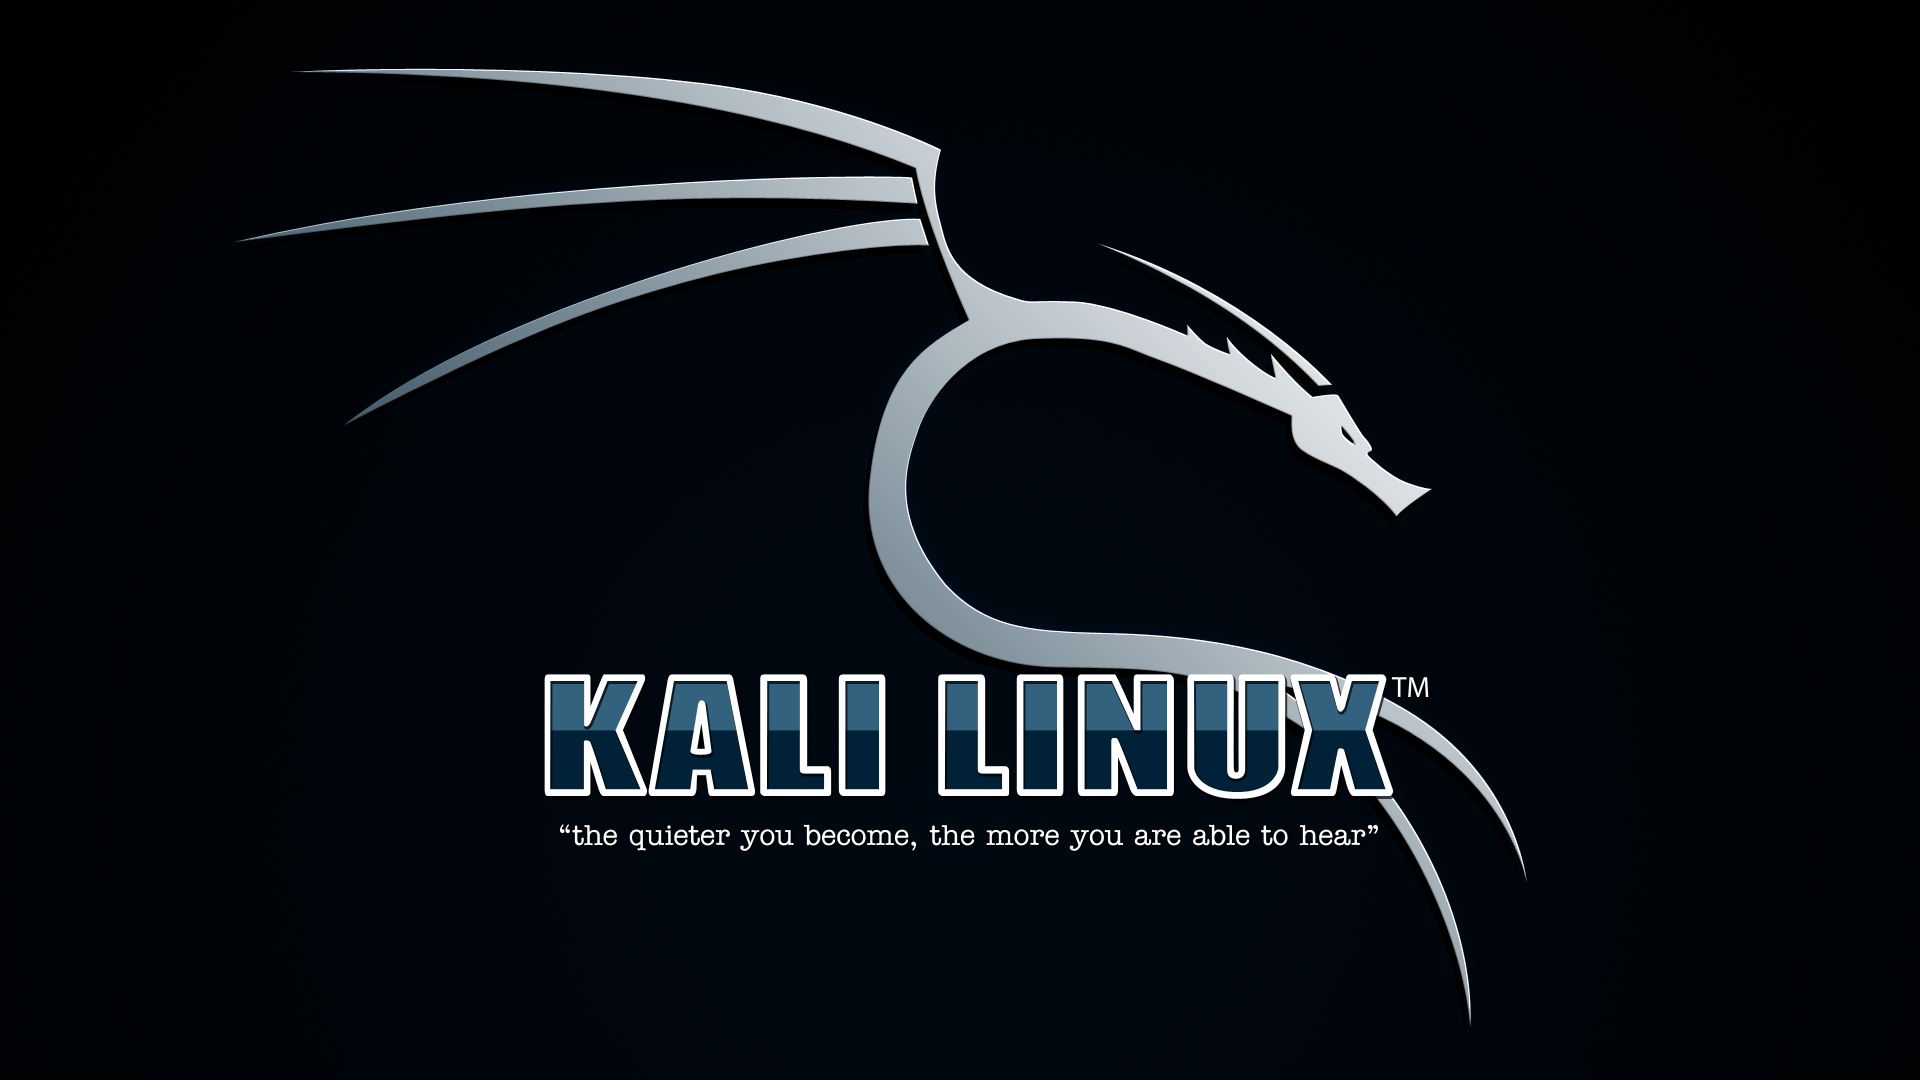 KALI LINUX™
“the quieter you become, the more you are able to hear”